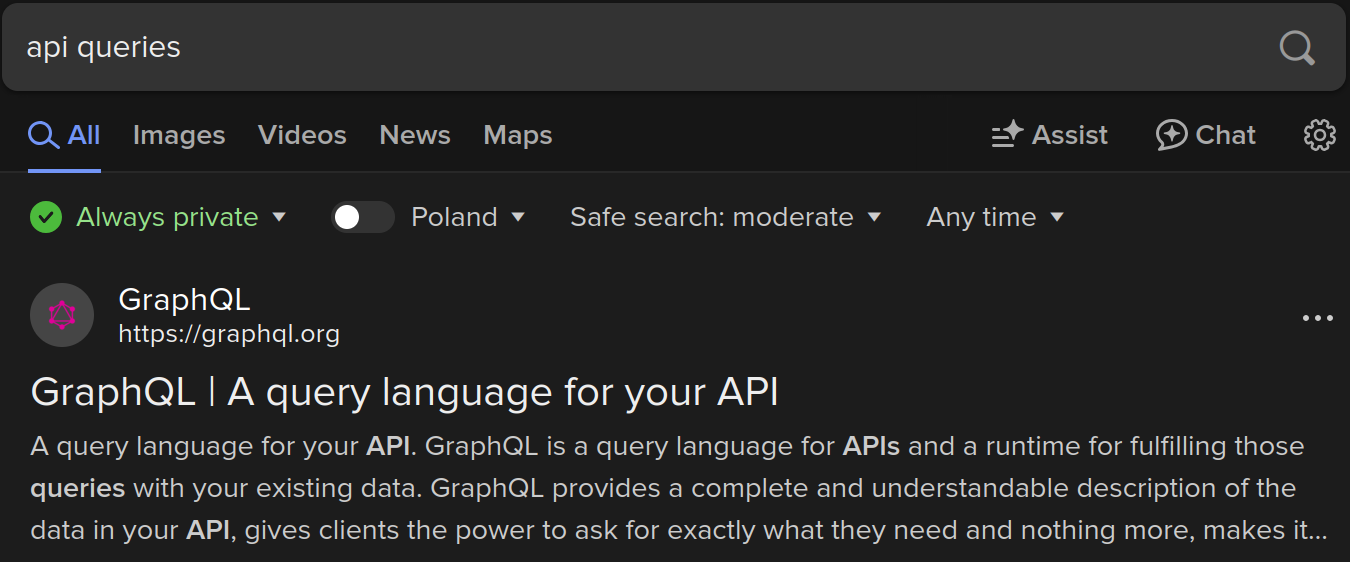 api queries
All Images Videos News Maps Assist Chat
Always private Poland Safe search: moderate Any time
GraphQL
https://graphql.org
GraphQL | A query language for your API
A query language for your API. GraphQL is a query language for APIs and a runtime for fulfilling those
queries with your existing data. GraphQL provides a complete and understandable description of the
data in your API, gives clients the power to ask for exactly what they need and nothing more, makes it...